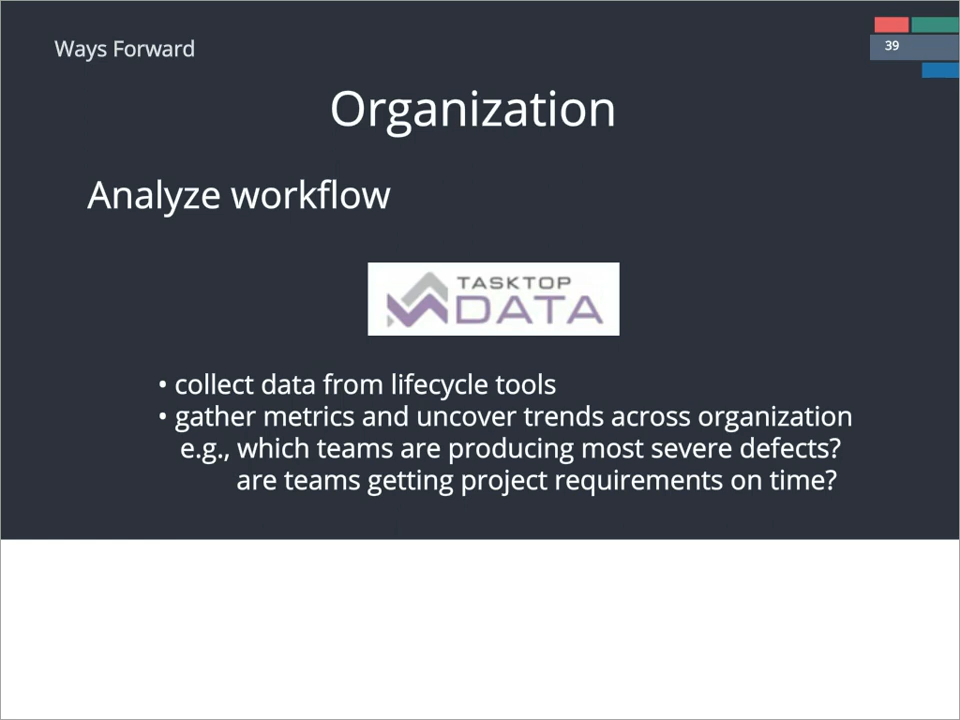 Ways Forward
39
Organization
Analyze workflow
TASKTOP
DATA
• collect data from lifecycle tools
• gather metrics and uncover trends across organization
e.g., which teams are producing most severe defects?
are teams getting project requirements on time?